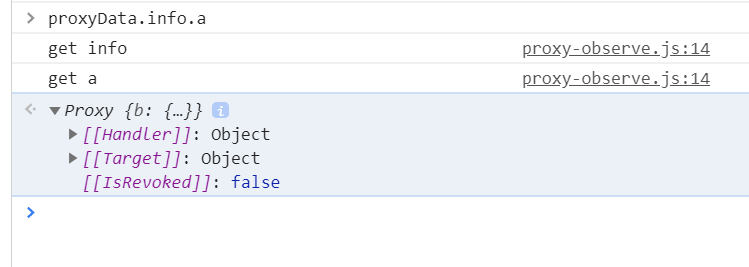 proxyData.info.a
get info proxy-observe.js:14
get a proxy-observe.js:14
Proxy {b: {…}} i
[[Handler]]: Object
[[Target]]: Object
[[IsRevoked]]: false